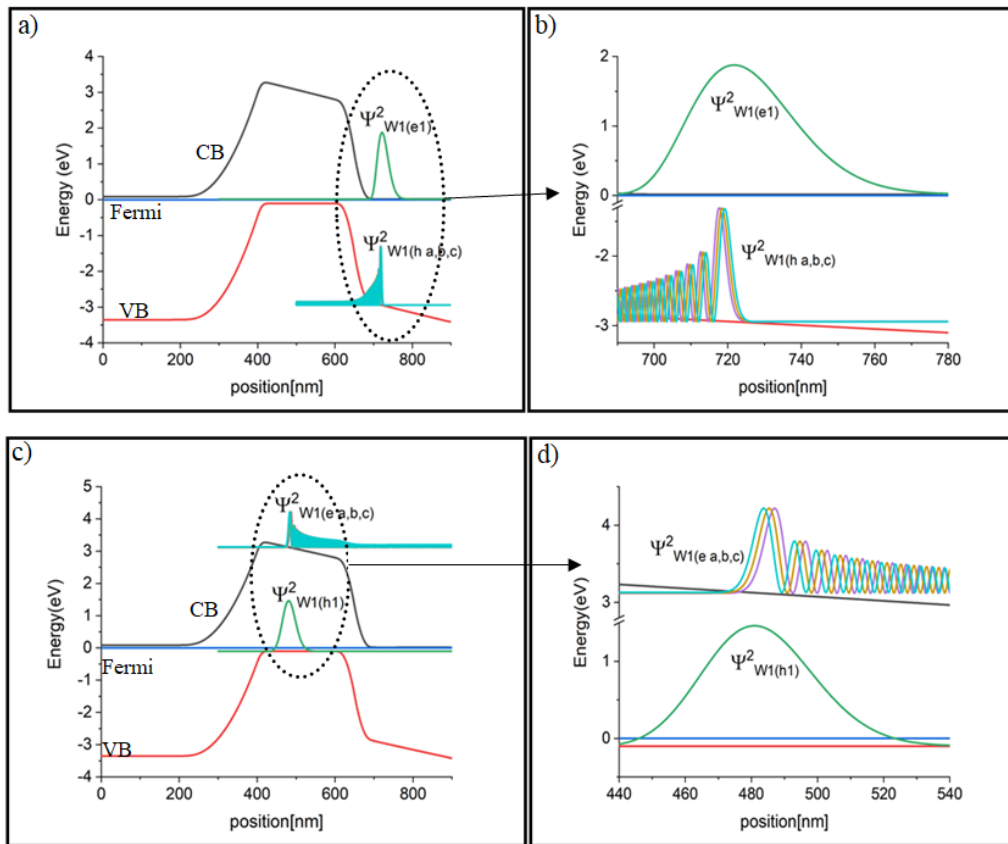 a)
4
3
2
1
0
-1
-2
-3
-4
Energy (eV)
CB
Fermi
VB
Ψ²W1(e1)
Ψ²W1(h a,b,c)
0 200 400 600 800
position[nm]
b)
2
1
0
-2
-3
Energy (eV)
Ψ²W1(e1)
Ψ²W1(h a,b,c)
700 720 740 760 780
position[nm]
c)
5
4
3
2
1
0
-1
-2
-3
-4
Energy(eV)
Ψ²W1(e a,b,c)
CB
Ψ²W1(h1)
Fermi
VB
0 200 400 600 800
position[nm]
d)
4
3
1
0
Energy(eV)
Ψ²W1(e a,b,c)
Ψ²W1(h1)
440 460 480 500 520 540
position[nm]